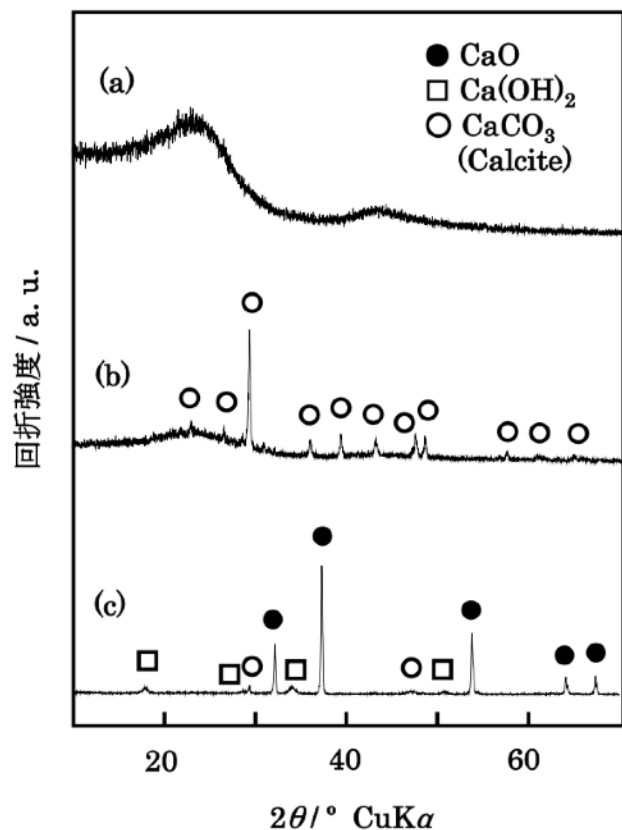 (a)
● CaO
□ Ca(OH)₂
○ CaCO₃
(Calcite)
(b)
(c)
回折強度 / a. u.
20 40 60
2θ/° CuKα